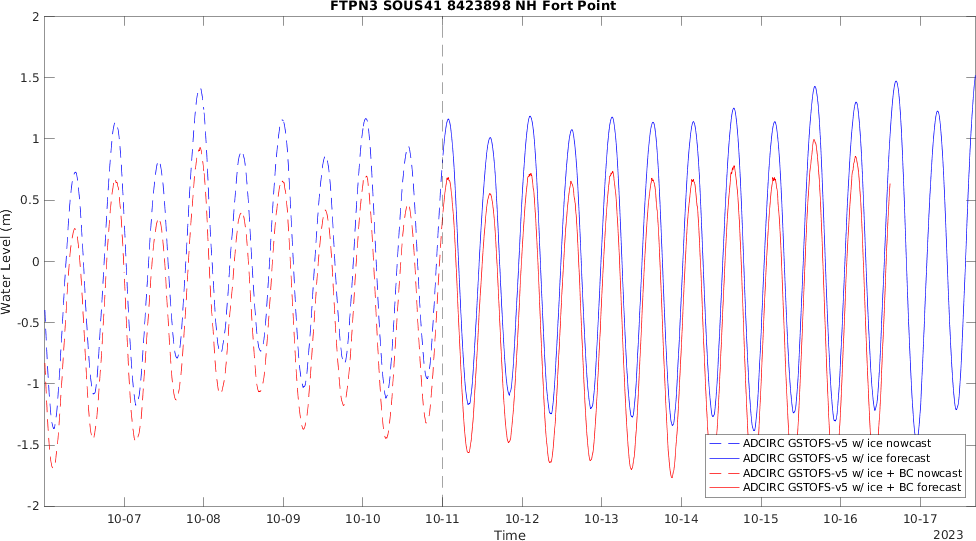 FTPN3 SOUS41 8423898 NH Fort Point
2
1.5
1
0.5
0
-0.5
-1
-1.5
-2
Water Level (m)
10-07 10-08 10-09 10-10 10-11 10-12 10-13 10-14 10-15 10-16 10-17
Time
2023
ADCIRC GSTOFS-v5 w/ ice nowcast
ADCIRC GSTOFS-v5 w/ ice forecast
ADCIRC GSTOFS-v5 w/ ice + BC nowcast
ADCIRC GSTOFS-v5 w/ ice + BC forecast